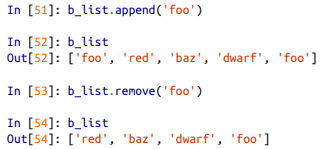 In [51]: b_list.append('foo')
In [52]: b_list
Out[52]: ['foo', 'red', 'baz', 'dwarf', 'foo']
In [53]: b_list.remove('foo')
In [54]: b_list
Out[54]: ['red', 'baz', 'dwarf', 'foo']